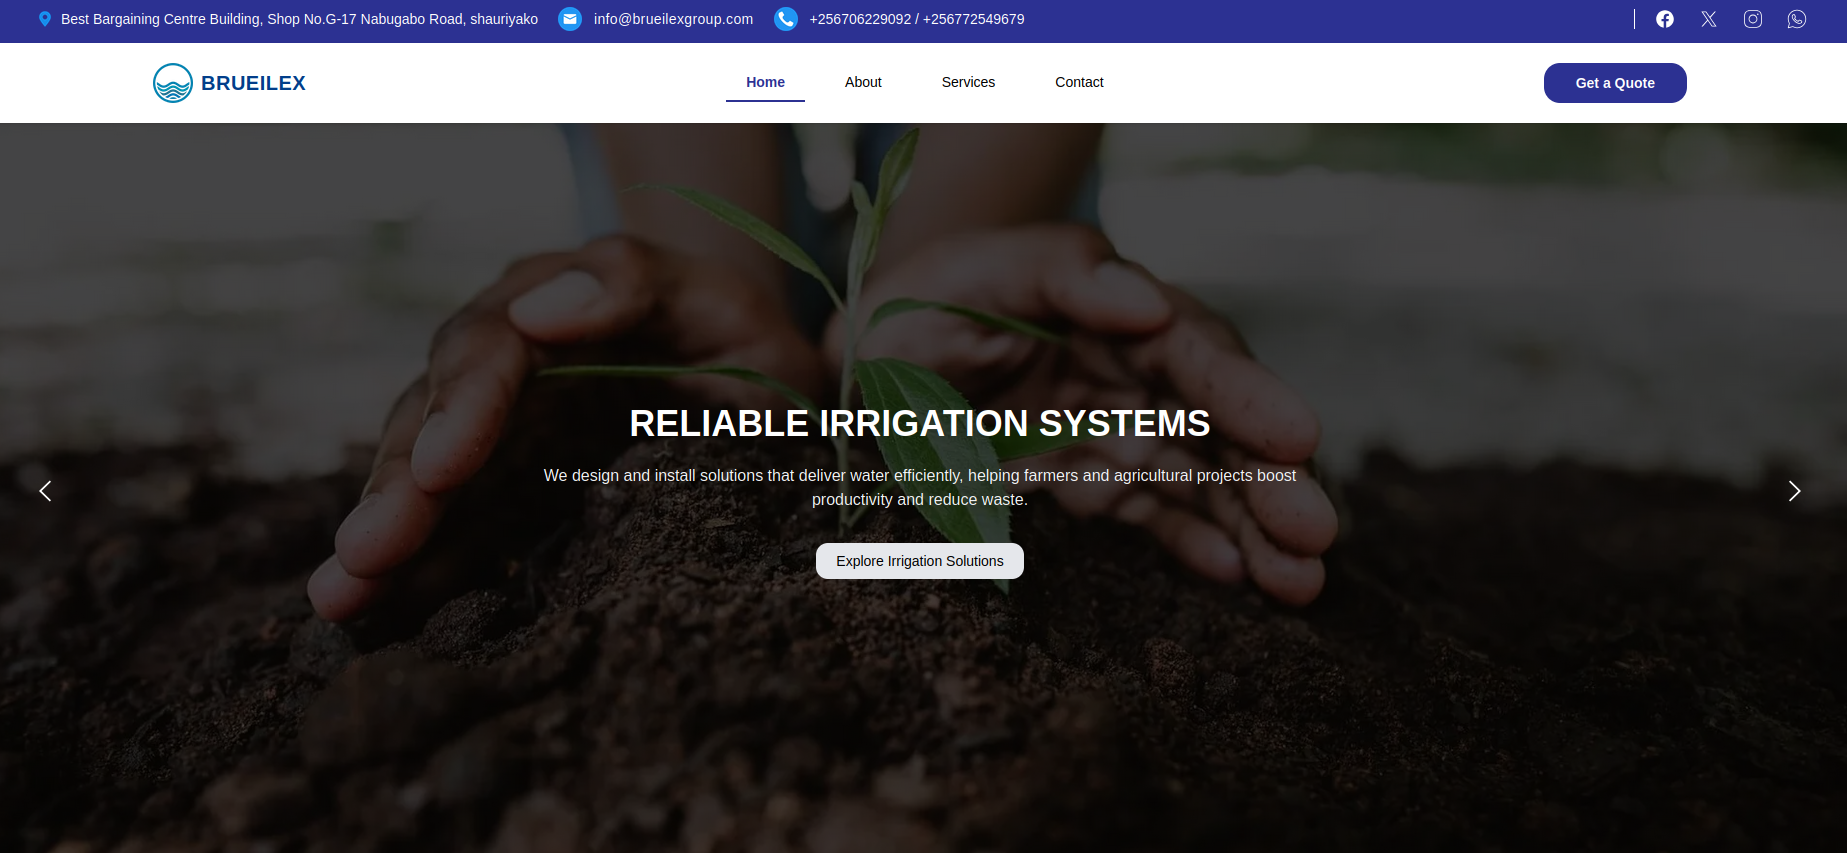 Best Bargaining Centre Building, Shop No.G-17 Nabugabo Road, shauriyako
info@brueilexgroup.com
+256706229092 / +256772549679
BRUEILEX
Home
About
Services
Contact
Get a Quote
RELIABLE IRRIGATION SYSTEMS
We design and install solutions that deliver water efficiently, helping farmers and agricultural projects boost
productivity and reduce waste.
Explore Irrigation Solutions